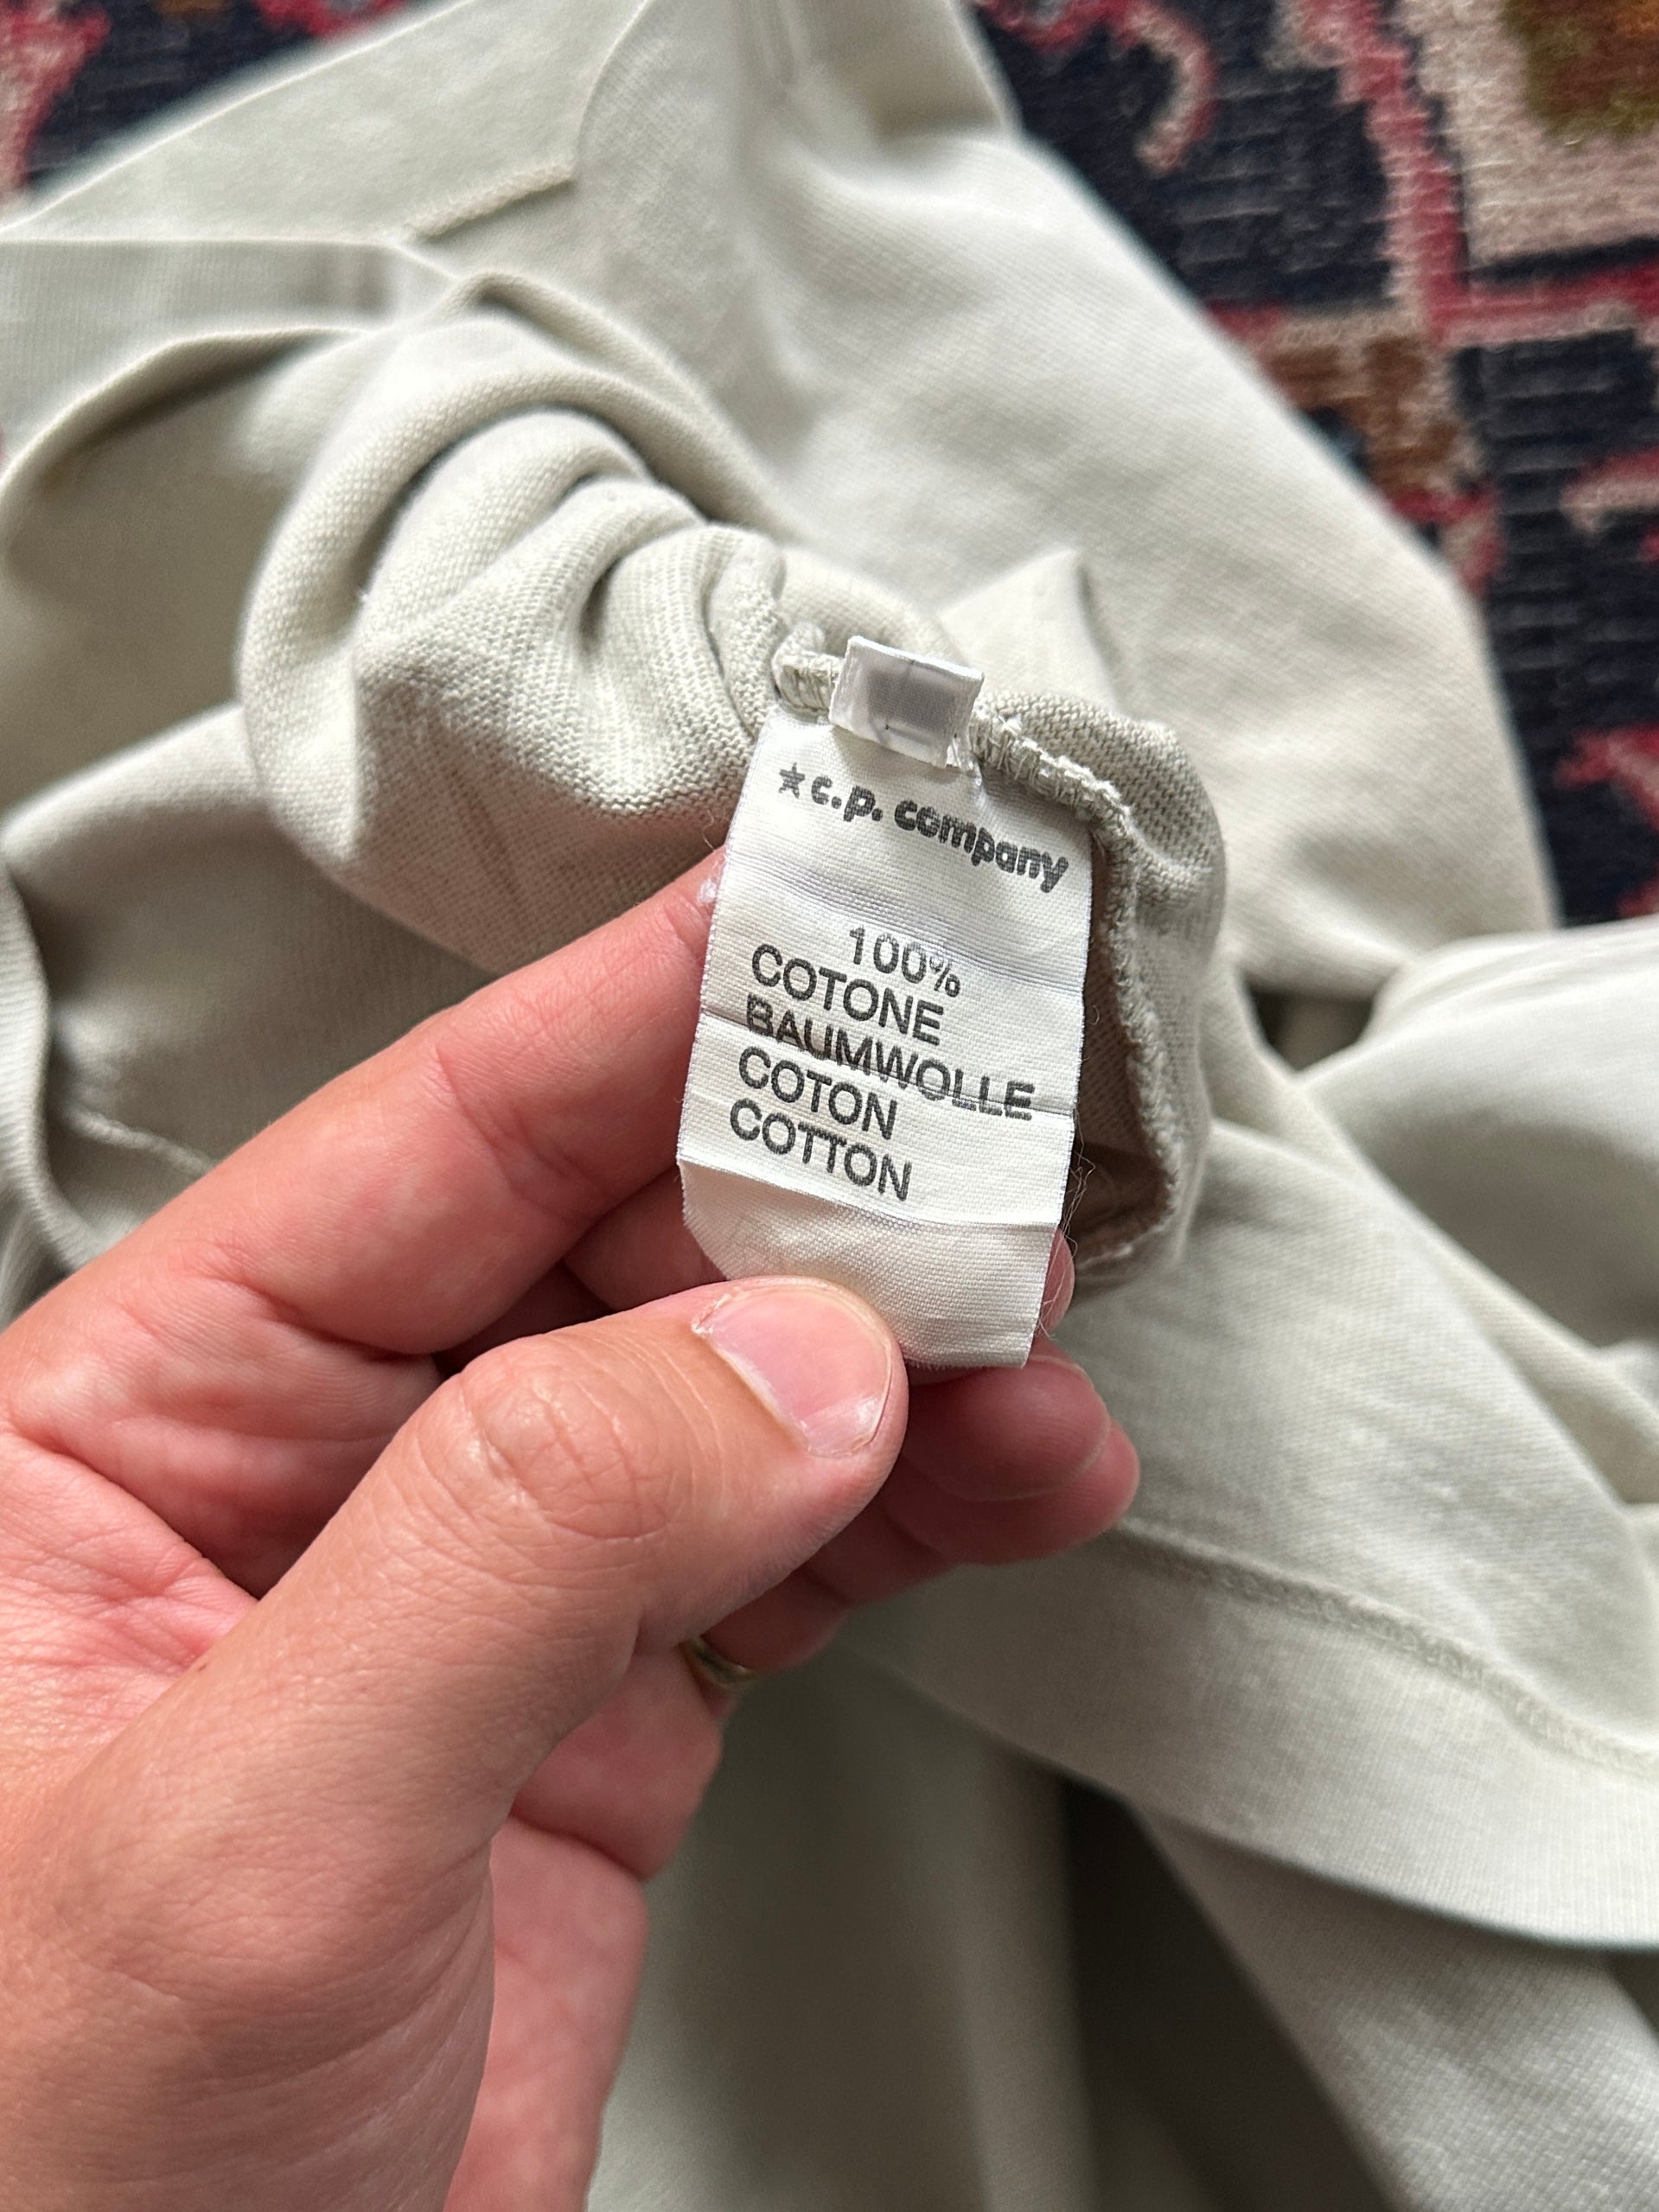 ★c.p. company
100%
COTONE
BAUMWOLLE
COTON
COTTON